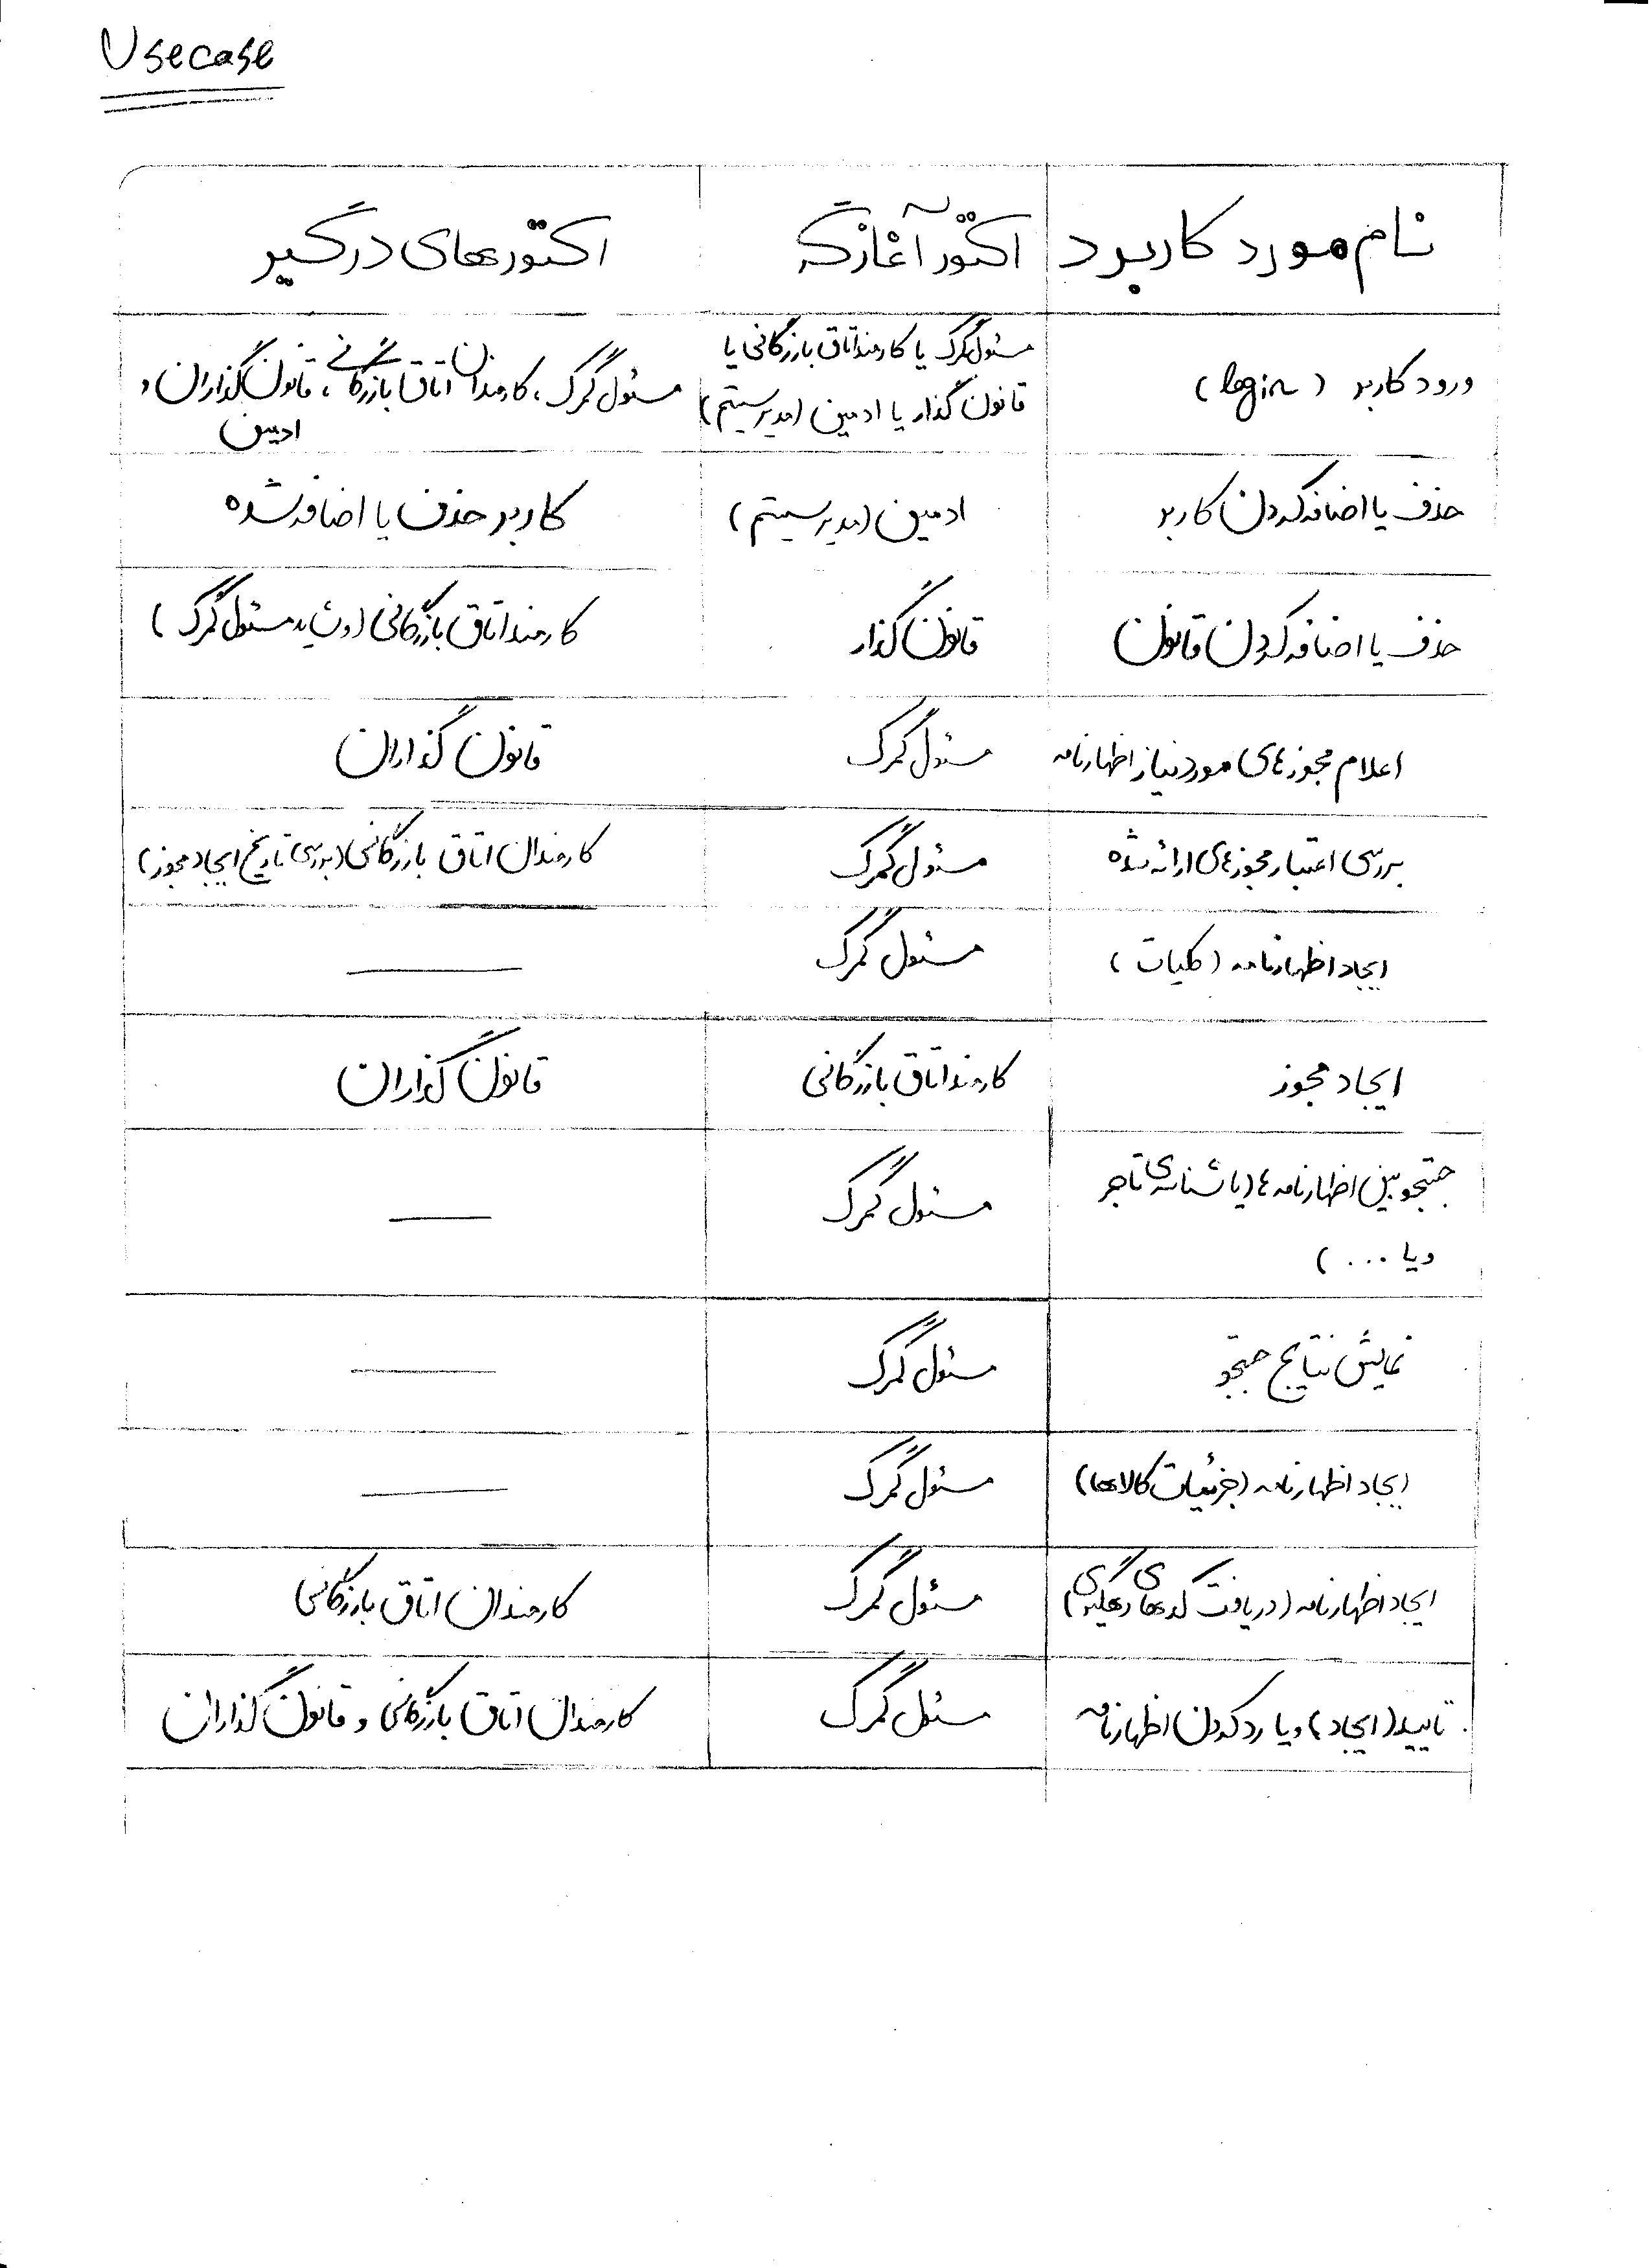 Usecase
نام مورد کاربرد اکتور آغازگر اکتورهای درگیر
ورود کاربر (login)
مسئول گمرک یا کارمند اتاق بازرگانی یا
قانون گذار یا ادمین (مدیر سیستم)
مسئول گمرک، کارمندان اتاق بازرگانی، قانون گذاران و
ادمین
حذف یا اضافه کردن کاربر ادمین (مدیر سیستم) کاربر حذف یا اضافه شده
حذف یا اضافه کردن قانون قانون گذار کارمند اتاق بازرگانی (و شاید مسئول گمرک)
اعلام مجوزهای مورد نیاز اظهارنامه مسئول گمرک قانون گذاران
بررسی اعتبار مجوزهای ارائه شده مسئول گمرک کارمندان اتاق بازرگانی (بررسی تاریخ ایجاد مجوز)
ایجاد اظهارنامه (کلیات) مسئول گمرک ——
ایجاد مجوز کارمند اتاق بازرگانی قانون گذاران
جستجو بین اظهارنامه ها (با شناسه ی تاجر
و یا ...)
مسئول گمرک ——
نمایش نتایج جستجو مسئول گمرک ——
ایجاد اظهارنامه (جزئیات کالاها) مسئول گمرک ——
ایجاد اظهارنامه (دریافت کدهای رهگیری) مسئول گمرک کارمندان اتاق بازرگانی
تایید (ایجاد) و یا رد کردن اظهارنامه مسئول گمرک کارمندان اتاق بازرگانی و قانون گذاران